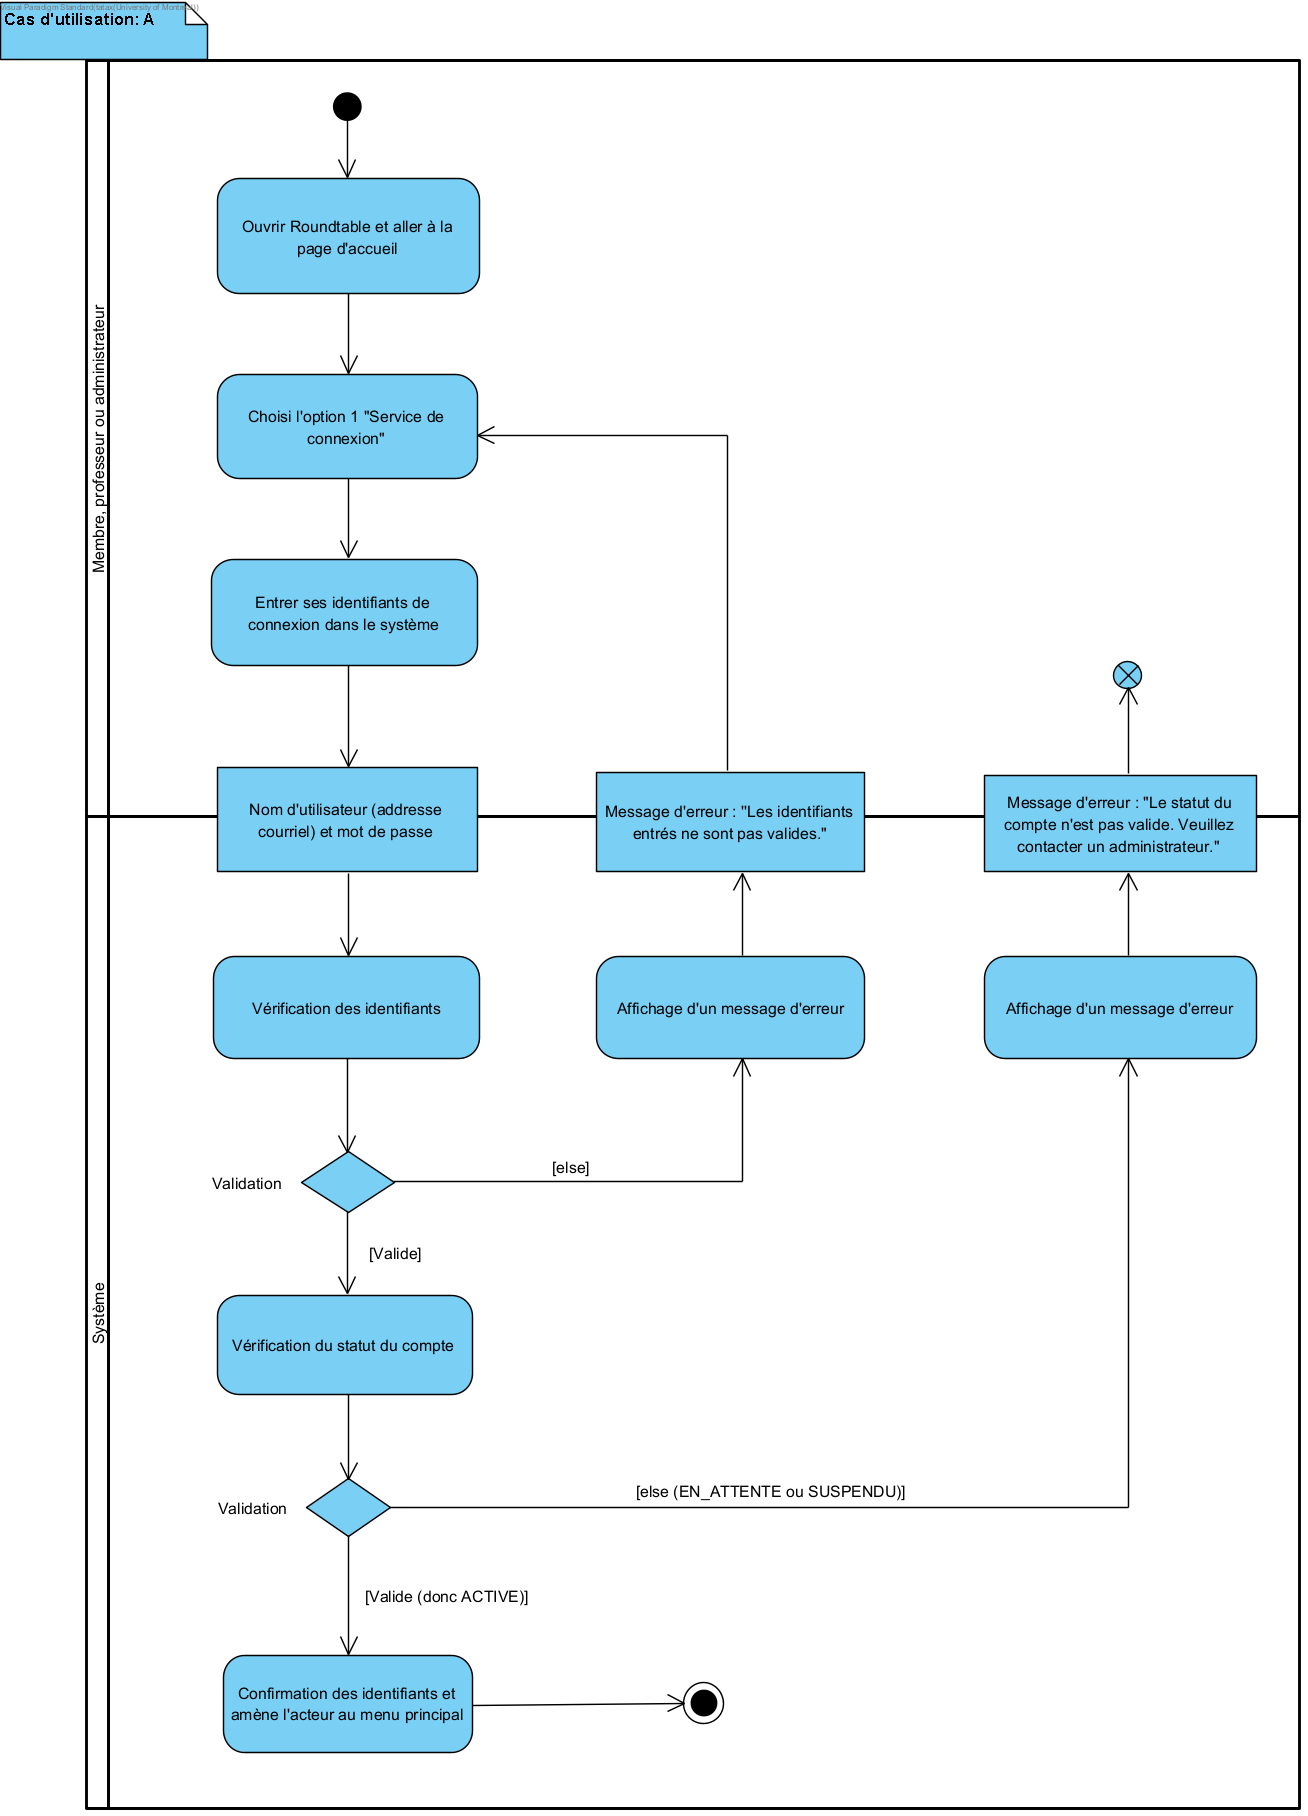 Visual Paradigm Standard(tatax(University of Montreal))
Cas d'utilisation: A
Membre, professeur ou administrateur
Ouvrir Roundtable et aller à la
page d'accueil
Choisi l'option 1 "Service de
connexion"
Entrer ses identifiants de
connexion dans le système
Nom d'utilisateur (addresse
courriel) et mot de passe
Message d'erreur : "Les identifiants
entrés ne sont pas valides."
Message d'erreur : "Le statut du
compte n'est pas valide. Veuillez
contacter un administrateur."
Système
Vérification des identifiants
Affichage d'un message d'erreur
Affichage d'un message d'erreur
Validation
[else]
[Valide]
Vérification du statut du compte
Validation
[else (EN_ATTENTE ou SUSPENDU)]
[Valide (donc ACTIVE)]
Confirmation des identifiants et
amène l'acteur au menu principal